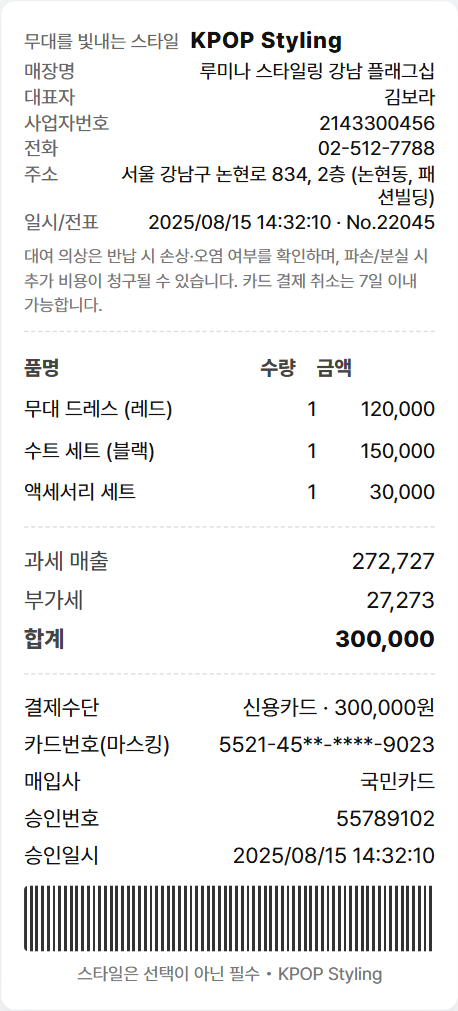 무대를 빛내는 스타일 KPOP Styling
매장명 루미나 스타일링 강남 플래그십
대표자 김보라
사업자번호 2143300456
전화 02-512-7788
주소 서울 강남구 논현로 834, 2층 (논현동, 패
션빌딩)
일시/전표 2025/08/15 14:32:10 · No.22045
대여 의상은 반납 시 손상·오염 여부를 확인하며, 파손/분실 시
추가 비용이 청구될 수 있습니다. 카드 결제 취소는 7일 이내
가능합니다.
품명 수량 금액
무대 드레스 (레드) 1 120,000
수트 세트 (블랙) 1 150,000
액세서리 세트 1 30,000
과세 매출 272,727
부가세 27,273
합계 300,000
결제수단 신용카드 · 300,000원
카드번호(마스킹) 5521-45**-****-9023
매입사 국민카드
승인번호 55789102
승인일시 2025/08/15 14:32:10
스타일은 선택이 아닌 필수 • KPOP Styling